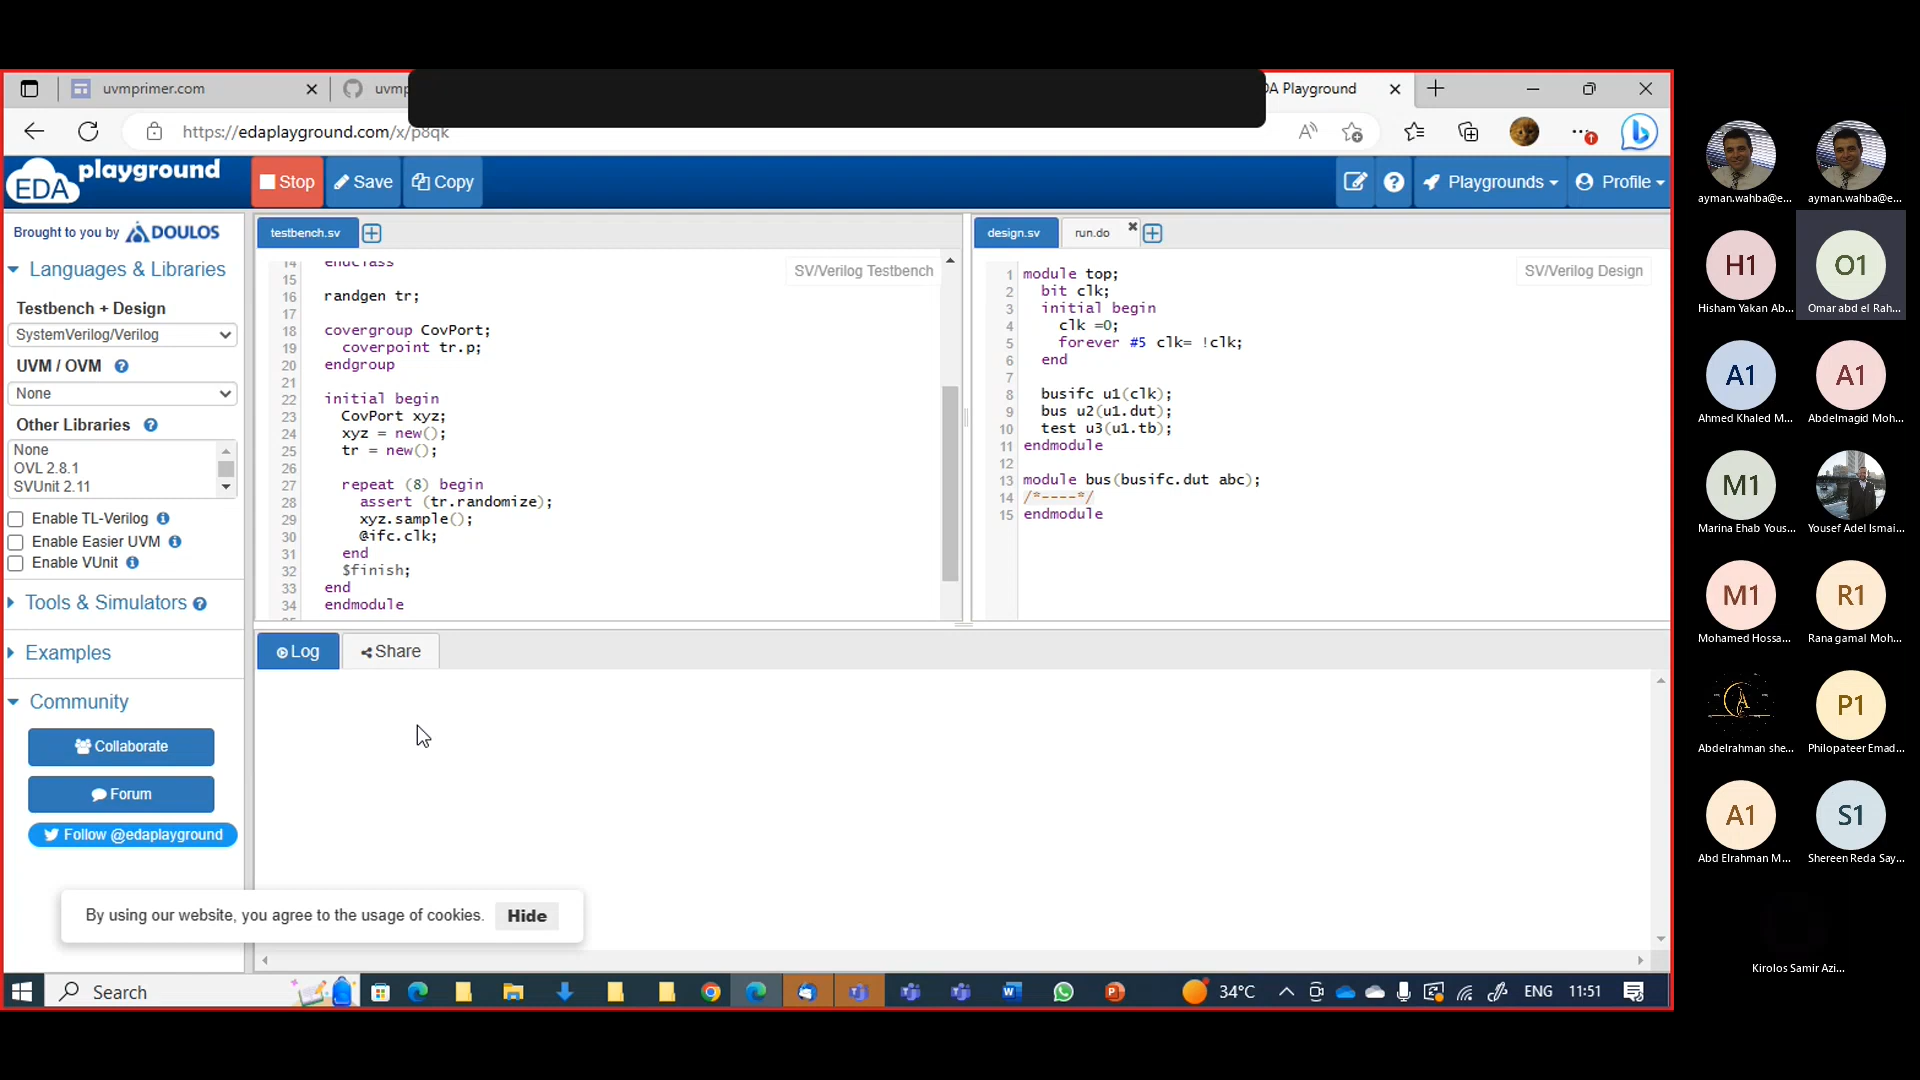 uvmprimer.com
uvmp
DA Playground
https://edaplayground.com/x/p8qk
EDA playground
Stop
Save
Copy
Playgrounds
Profile
Brought to you by DOULOS
Languages & Libraries
Testbench + Design
SystemVerilog/Verilog
UVM / OVM
None
Other Libraries
None
OVL 2.8.1
SVUnit 2.11
Enable TL-Verilog
Enable Easier UVM
Enable VUnit
Tools & Simulators
Examples
Community
Collaborate
Forum
Follow @edaplayground
testbench.sv
SV/Verilog Testbench
14 endclass
15
16 randgen tr;
17
18 covergroup CovPort;
19 coverpoint tr.p;
20 endgroup
21
22 initial begin
23 CovPort xyz;
24 xyz = new();
25 tr = new();
26
27 repeat (8) begin
28 assert (tr.randomize);
29 xyz.sample();
30 @ifc.clk;
31 end
32 $finish;
33 end
34 endmodule
design.sv
run.do
SV/Verilog Design
1 module top;
2 bit clk;
3 initial begin
4 clk =0;
5 forever #5 clk= !clk;
6 end
7
8 busifc u1(clk);
9 bus u2(u1.dut);
10 test u3(u1.tb);
11 endmodule
12
13 module bus(busifc.dut abc);
14 /*----*/
15 endmodule
Log
Share
By using our website, you agree to the usage of cookies.
Hide
Search
34°C
ENG
11:51
ayman.wahba@e...
ayman.wahba@e...
H1
Hisham Yakan Ab...
O1
Omar abd el Rah...
A1
Ahmed Khaled M...
A1
Abdelmagid Moh...
M1
Marina Ehab Yous...
Yousef Adel Ismai...
M1
Mohamed Hossa...
R1
Rana gamal Moh...
Abdelrahman she...
P1
Philopateer Emad...
A1
Abd Elrahman M...
S1
Shereen Reda Say...
Kirolos Samir Azi...